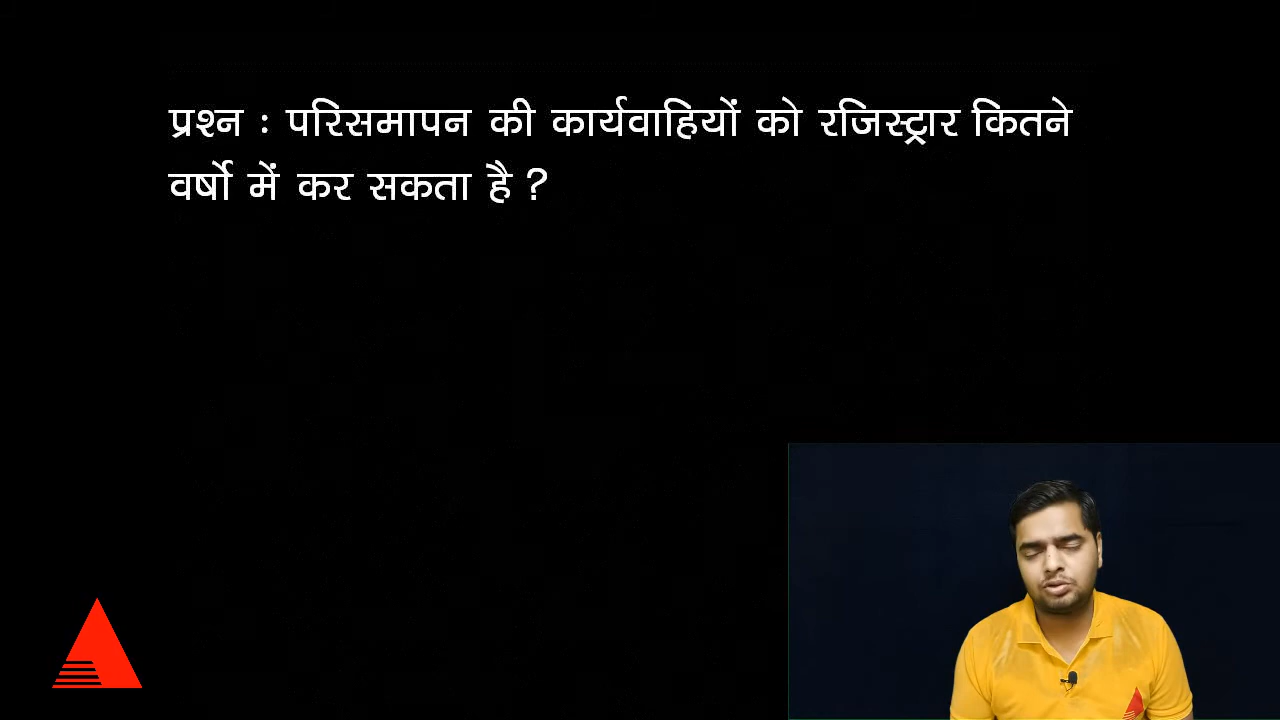 प्रश्न : परिसमापन की कार्यवाहियों को रजिस्ट्रार कितने
वर्षो में कर सकता है ?